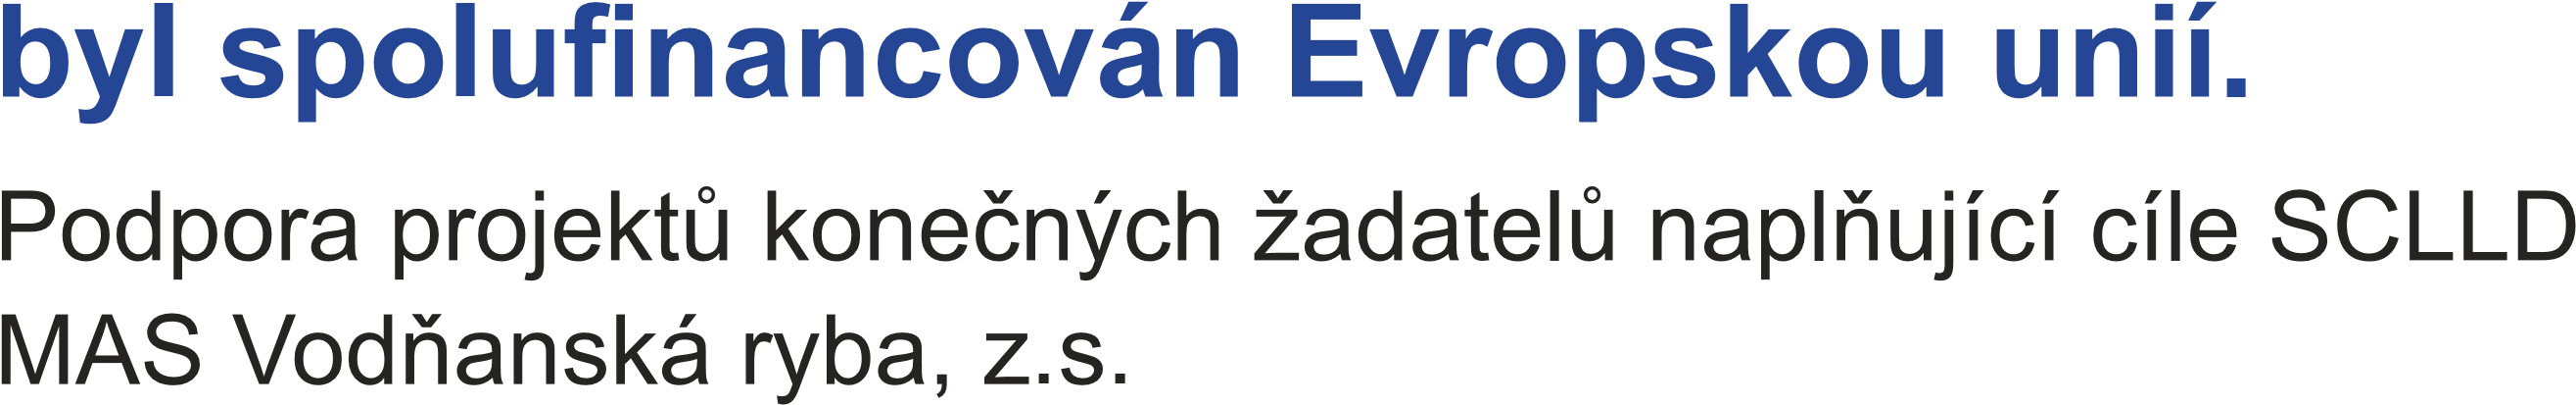 byl spolufinancován Evropskou unií.
Podpora projektů konečných žadatelů naplňující cíle SCLLD
MAS Vodňanská ryba, z.s.